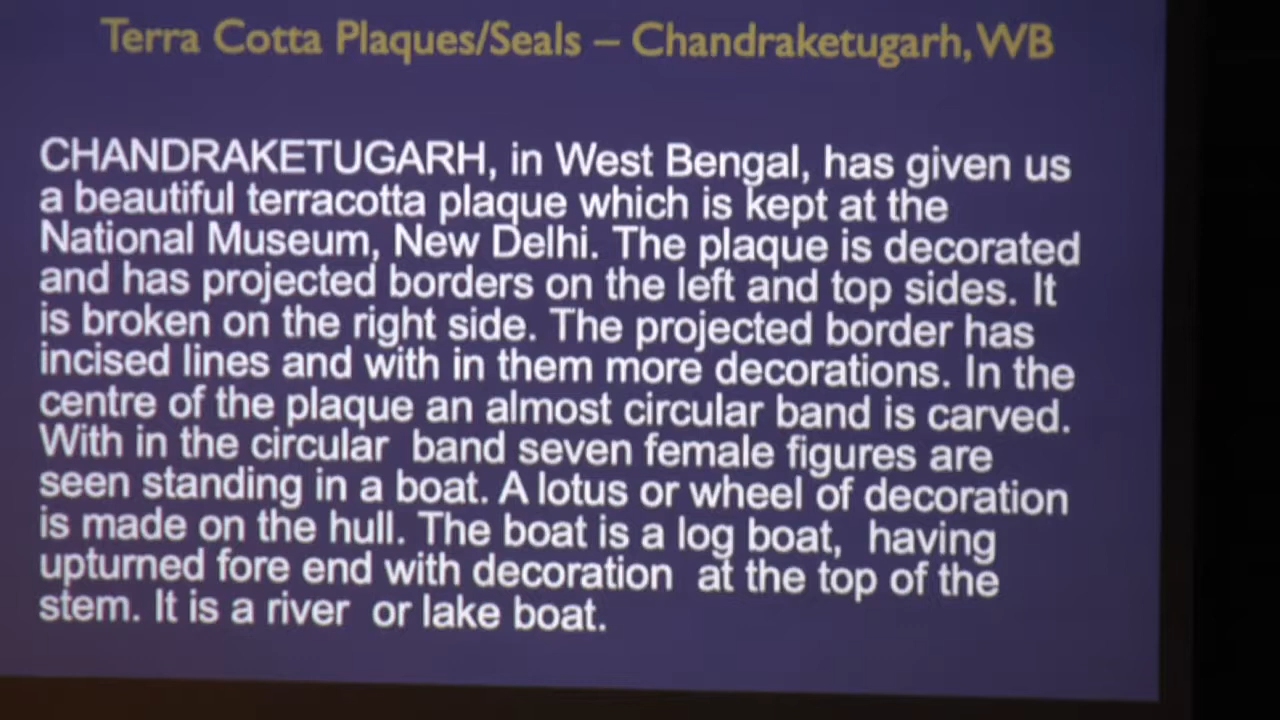 Terra Cotta Plaques/Seals – Chandraketugarh, WB
CHANDRAKETUGARH, in West Bengal, has given us
a beautiful terracotta plaque which is kept at the
National Museum, New Delhi. The plaque is decorated
and has projected borders on the left and top sides. It
is broken on the right side. The projected border has
incised lines and with in them more decorations. In the
centre of the plaque an almost circular band is carved.
With in the circular  band seven female figures are
seen standing in a boat. A lotus or wheel of decoration
is made on the hull. The boat is a log boat,  having
upturned fore end with decoration  at the top of the
stem. It is a river  or lake boat.